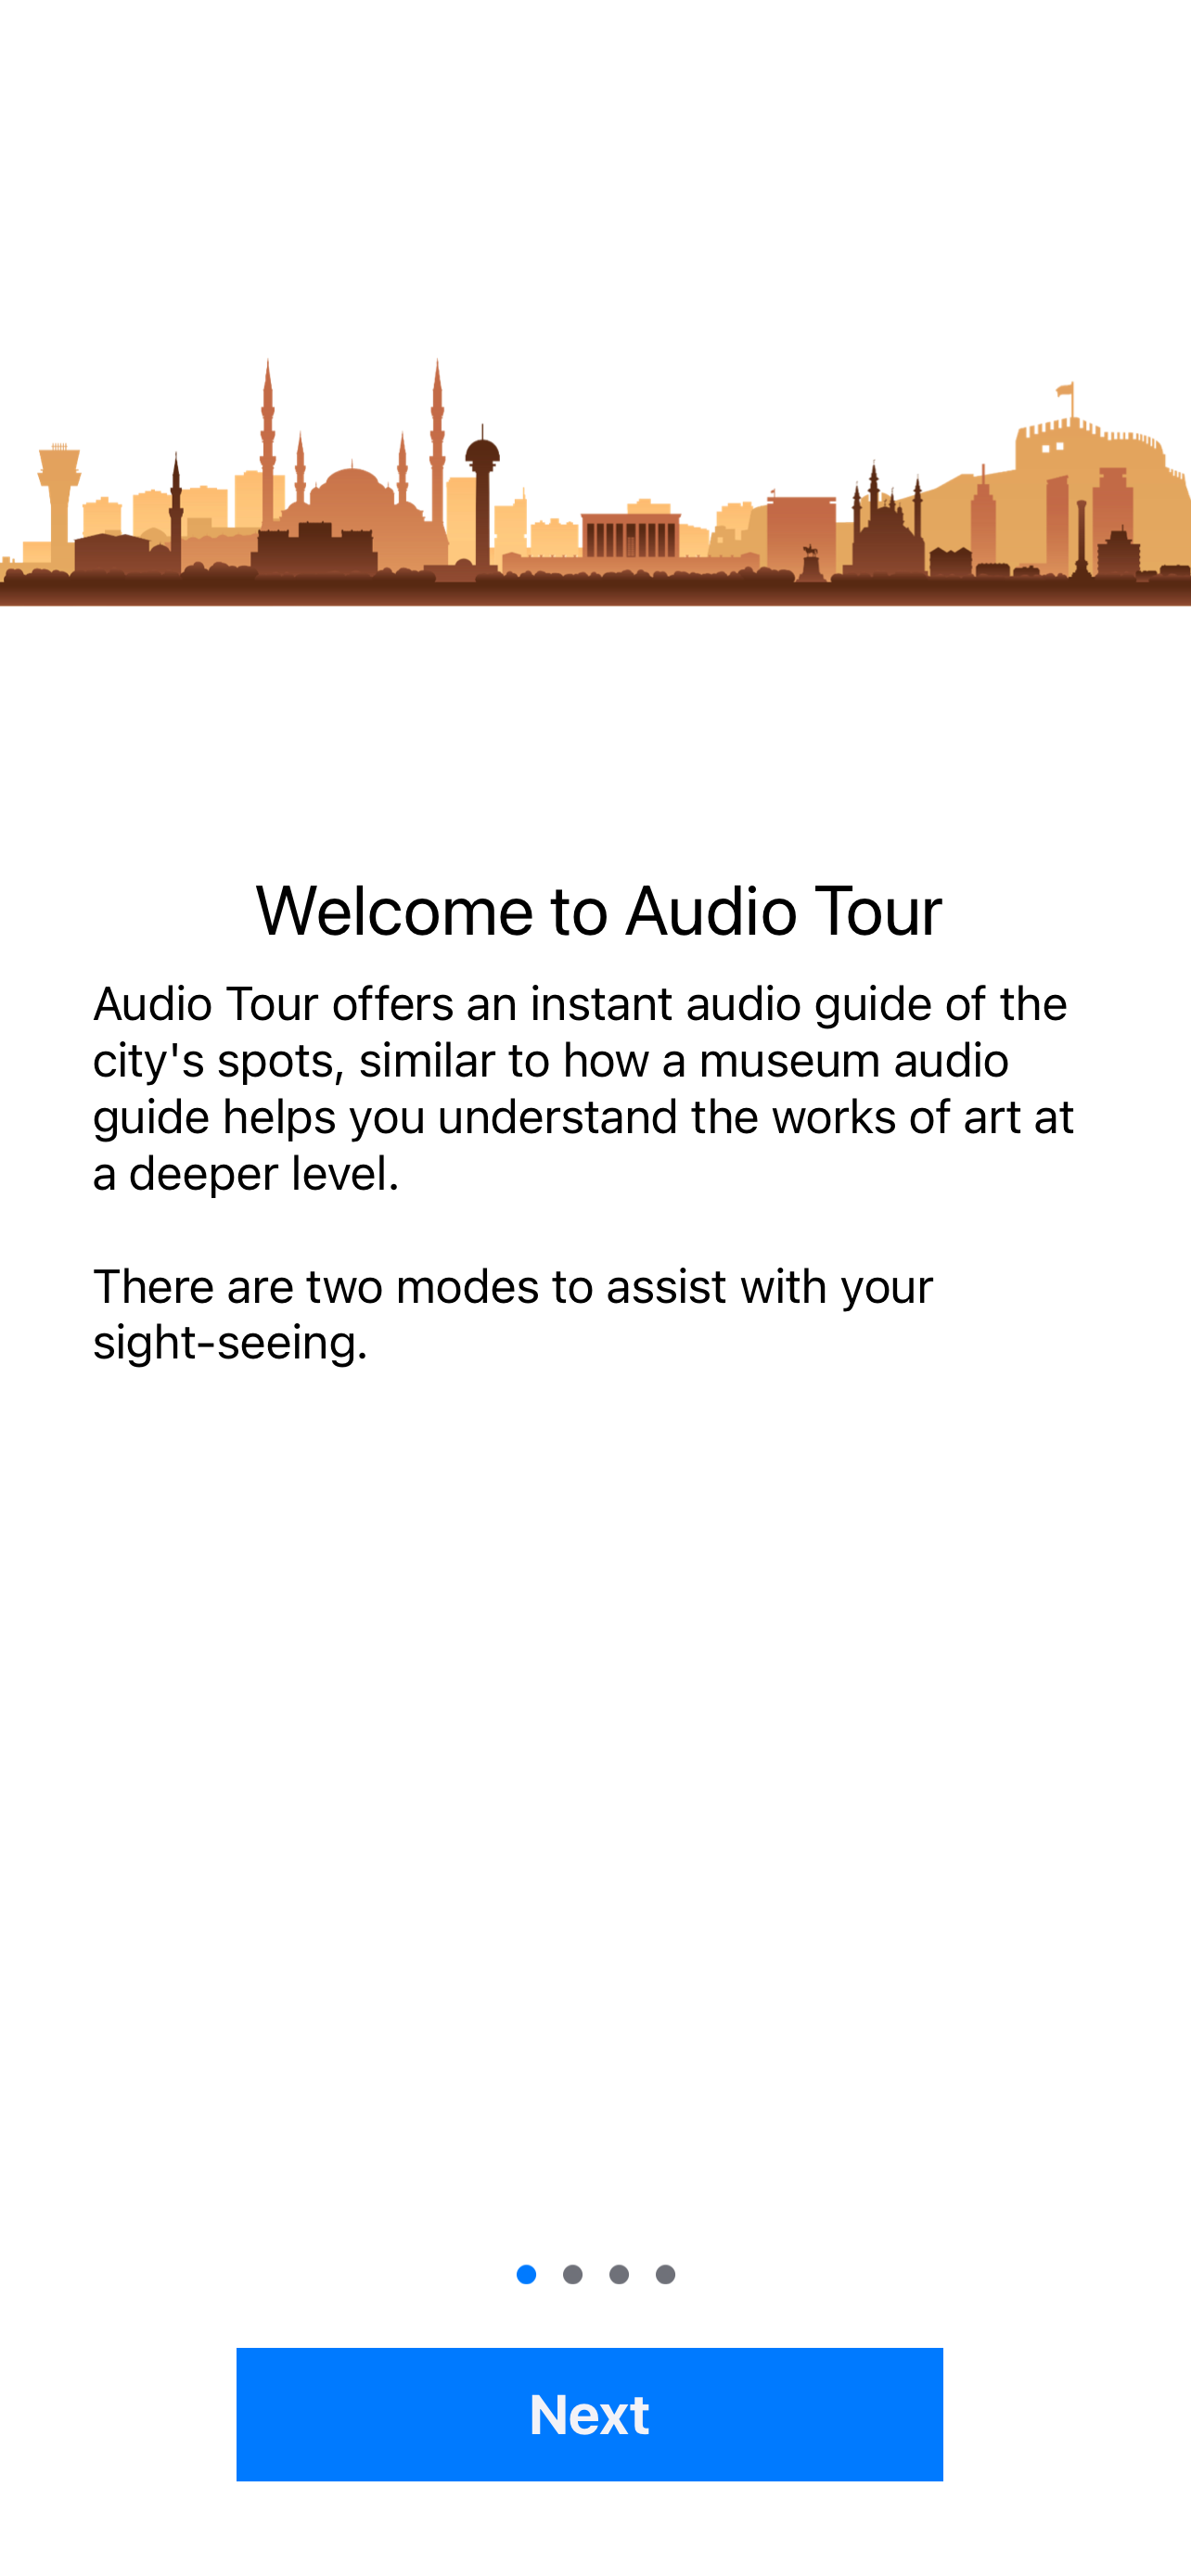 Welcome to Audio Tour
Audio Tour offers an instant audio guide of the
city's spots, similar to how a museum audio
guide helps you understand the works of art at
a deeper level.
There are two modes to assist with your
sight-seeing.
Next